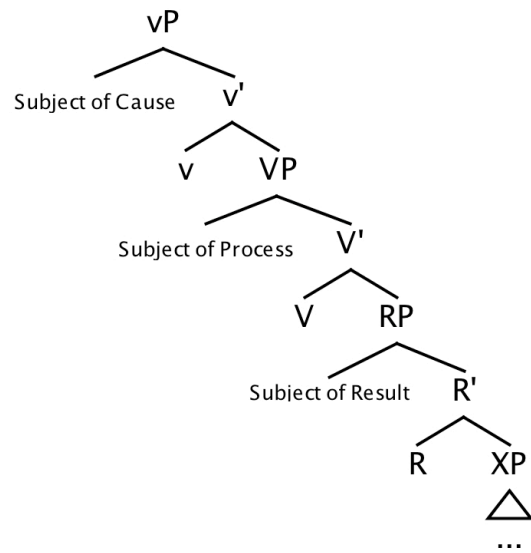 vP
Subject of Cause
v'
v
VP
Subject of Process
V'
V
RP
Subject of Result
R'
R
XP
...